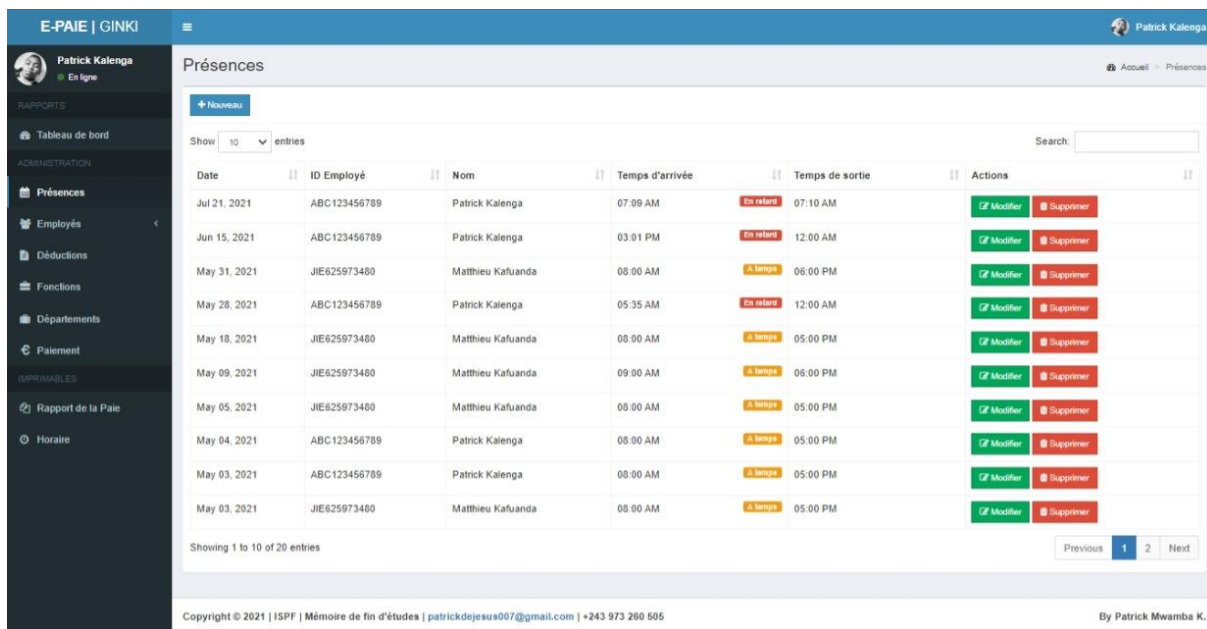 E-PAIE | GINKI
Patrick Kalenga
Patrick Kalenga
En ligne
RAPPORTS
Tableau de bord
ADMINISTRATION
Présences
Employés
Déductions
Fonctions
Départements
Paiement
IMPRIMABLES
Rapport de la Paie
Horaire
Présences
Accueil > Présences
+ Nouveau
Show 10 entries
Search:
Date ID Employé Nom Temps d'arrivée Temps de sortie Actions
Jul 21, 2021 ABC123456789 Patrick Kalenga 07:09 AM En retard 07:10 AM Modifier Supprimer
Jun 15, 2021 ABC123456789 Patrick Kalenga 03:01 PM En retard 12:00 AM Modifier Supprimer
May 31, 2021 JIE625973480 Matthieu Kafuanda 08:00 AM A temps 06:00 PM Modifier Supprimer
May 28, 2021 ABC123456789 Patrick Kalenga 05:35 AM En retard 12:00 AM Modifier Supprimer
May 18, 2021 JIE625973480 Matthieu Kafuanda 08:00 AM A temps 05:00 PM Modifier Supprimer
May 09, 2021 JIE625973480 Matthieu Kafuanda 09:00 AM A temps 06:00 PM Modifier Supprimer
May 05, 2021 JIE625973480 Matthieu Kafuanda 08:00 AM A temps 05:00 PM Modifier Supprimer
May 04, 2021 ABC123456789 Patrick Kalenga 08:00 AM A temps 05:00 PM Modifier Supprimer
May 03, 2021 ABC123456789 Patrick Kalenga 08:00 AM A temps 05:00 PM Modifier Supprimer
May 03, 2021 JIE625973480 Matthieu Kafuanda 08:00 AM A temps 05:00 PM Modifier Supprimer
Showing 1 to 10 of 20 entries
Previous 1 2 Next
Copyright © 2021 | ISPF | Mémoire de fin d'études | patrickdejesus007@gmail.com | +243 973 260 505
By Patrick Mwamba K.